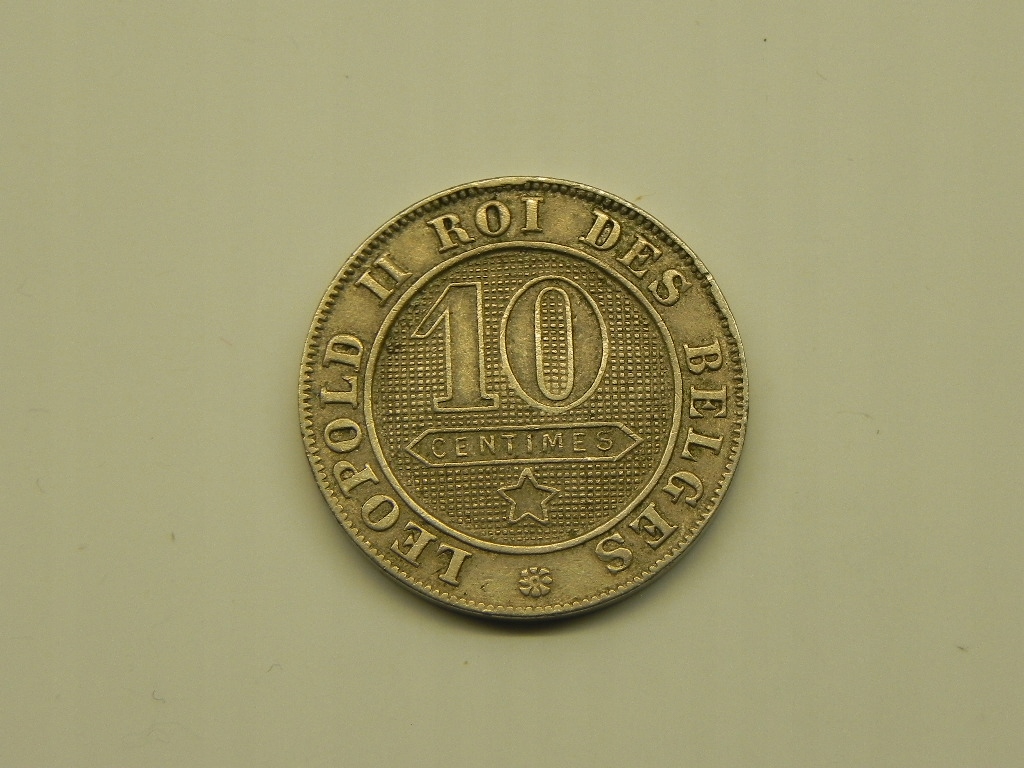 LEOPOLD II ROI DES BELGES
10
CENTIMES